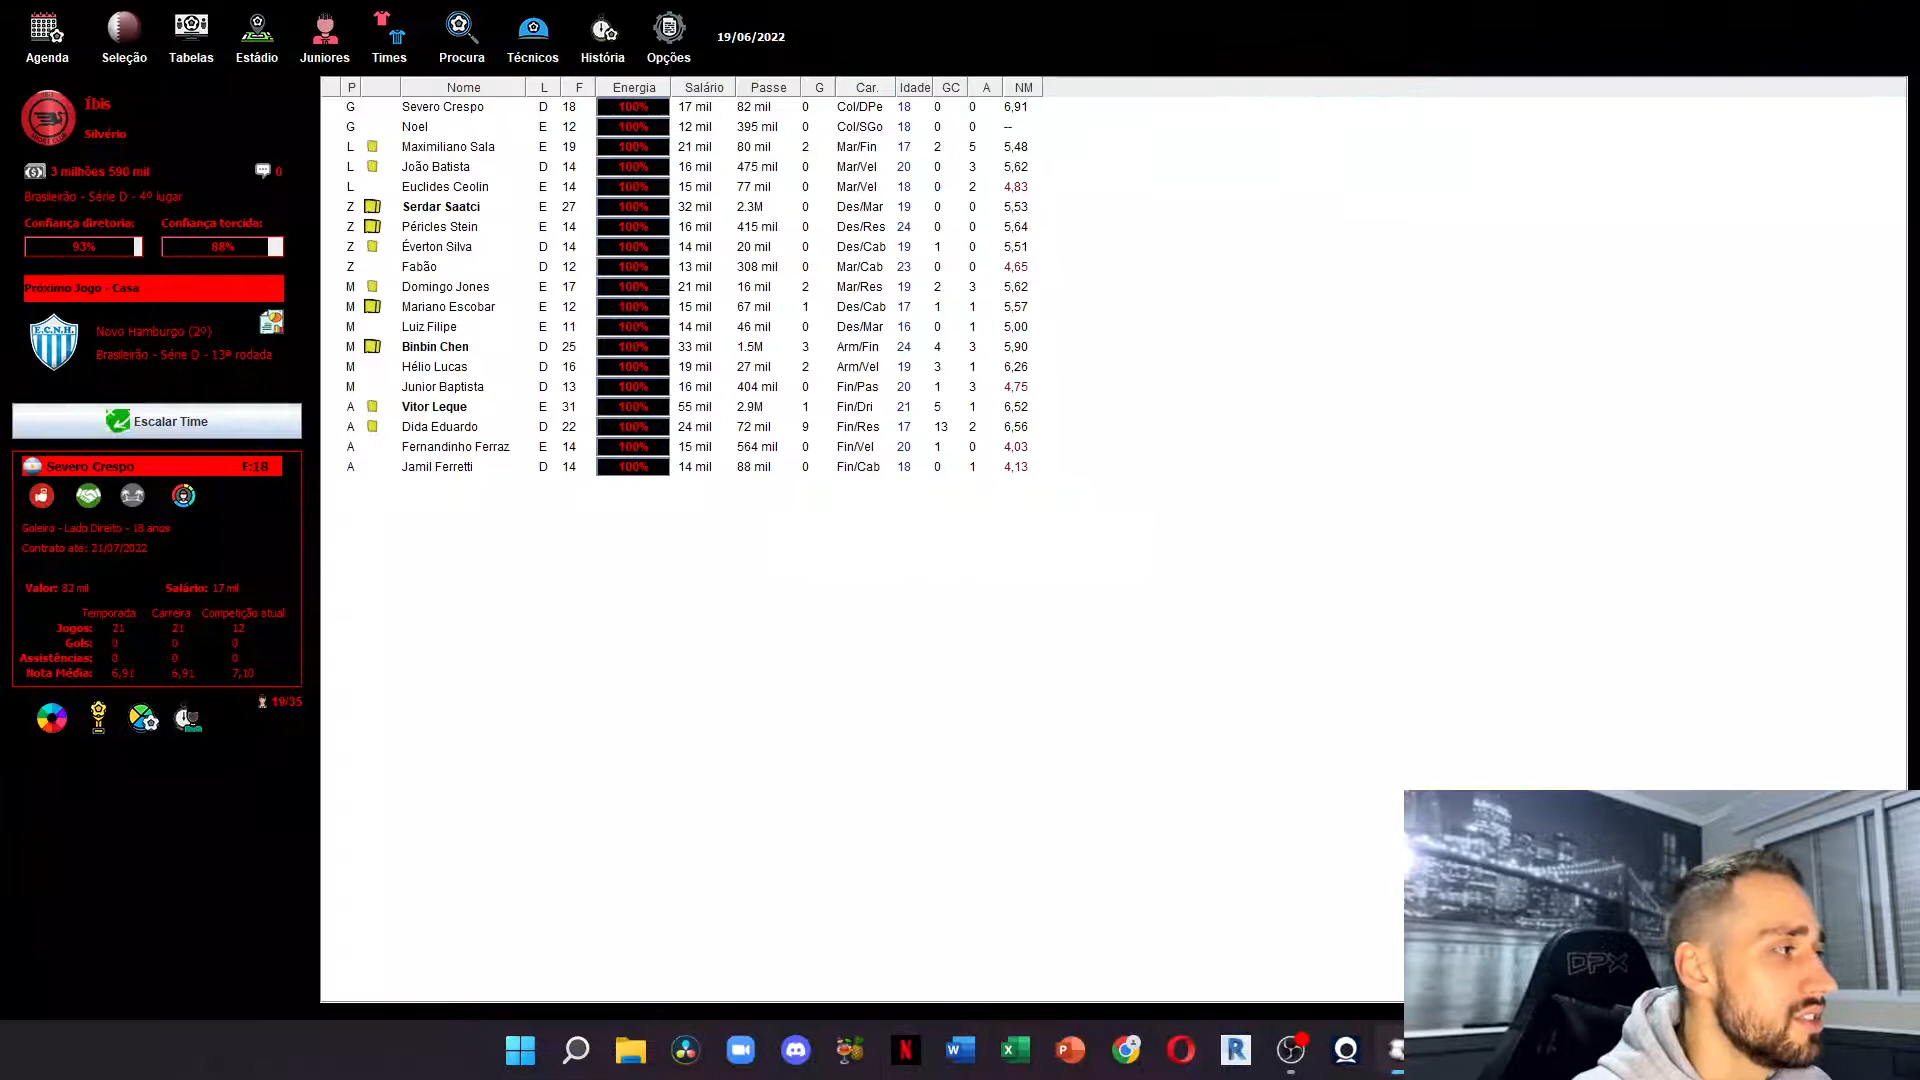 Agenda Seleção Tabelas Estádio Juniores Times Procura Técnicos História Opções 19/06/2022
Íbis
Silvério
3 milhões 590 mil 0
Brasileirão - Série D - 4º lugar
Confiança diretoria: Confiança torcida:
93% 88%
Próximo Jogo - Casa
E.C.N.H.
Novo Hamburgo (2º)
Brasileirão - Série D - 13ª rodada
Escalar Time
Severo Crespo F:18
Goleiro - Lado Direito - 18 anos
Contrato até: 21/07/2022
Valor: 82 mil Salário: 17 mil
Temporada Carreira Competição atual
Jogos: 21 21 12
Gols: 0 0 0
Assistências: 0 0 0
Nota Média: 6,91 6,91 7,10
19/35
P Nome L F Energia Salário Passe G Car. Idade GC A NM
G Severo Crespo D 18 100% 17 mil 82 mil 0 Col/DPe 18 0 0 6,91
G Noel E 12 100% 12 mil 395 mil 0 Col/SGo 18 0 0 --
L Maximiliano Sala E 19 100% 21 mil 80 mil 2 Mar/Fin 17 2 5 5,48
L João Batista D 14 100% 16 mil 475 mil 0 Mar/Vel 20 0 3 5,62
L Euclides Ceolin E 14 100% 15 mil 77 mil 0 Mar/Vel 18 0 2 4,83
Z Serdar Saatci E 27 100% 32 mil 2.3M 0 Des/Mar 19 0 0 5,53
Z Péricles Stein E 14 100% 16 mil 415 mil 0 Des/Res 24 0 0 5,64
Z Éverton Silva D 14 100% 14 mil 20 mil 0 Des/Cab 19 1 0 5,51
Z Fabão D 12 100% 13 mil 308 mil 0 Mar/Cab 23 0 0 4,65
M Domingo Jones E 17 100% 21 mil 16 mil 2 Mar/Res 19 2 3 5,62
M Mariano Escobar E 12 100% 15 mil 67 mil 1 Des/Cab 17 1 1 5,57
M Luiz Filipe E 11 100% 14 mil 46 mil 0 Des/Mar 16 0 1 5,00
M Binbin Chen D 25 100% 33 mil 1.5M 3 Arm/Fin 24 4 3 5,90
M Hélio Lucas D 16 100% 19 mil 27 mil 2 Arm/Vel 19 3 1 6,26
M Junior Baptista D 13 100% 16 mil 404 mil 0 Fin/Pas 20 1 3 4,75
A Vitor Leque E 31 100% 55 mil 2.9M 1 Fin/Dri 21 5 1 6,52
A Dida Eduardo D 22 100% 24 mil 72 mil 9 Fin/Res 17 13 2 6,56
A Fernandinho Ferraz E 14 100% 15 mil 564 mil 0 Fin/Vel 20 1 0 4,03
A Jamil Ferretti D 14 100% 14 mil 88 mil 0 Fin/Cab 18 0 1 4,13
DPX